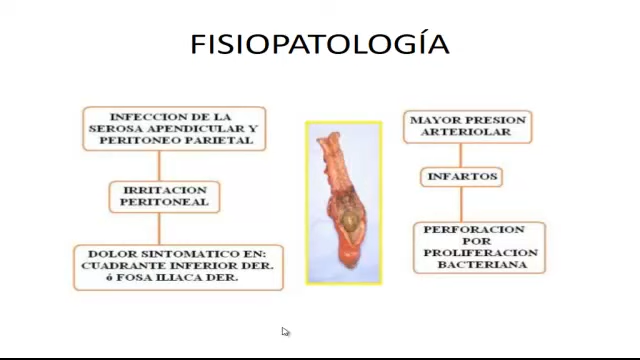 FISIOPATOLOGÍA
INFECCION DE LA
SEROSA APENDICULAR Y
PERITONEO PARIETAL
IRRITACION
PERITONEAL
DOLOR SINTOMATICO EN:
CUADRANTE INFERIOR DER.
ó FOSA ILIACA DER.
MAYOR PRESION
ARTERIOLAR
INFARTOS
PERFORACION
POR
PROLIFERACION
BACTERIANA